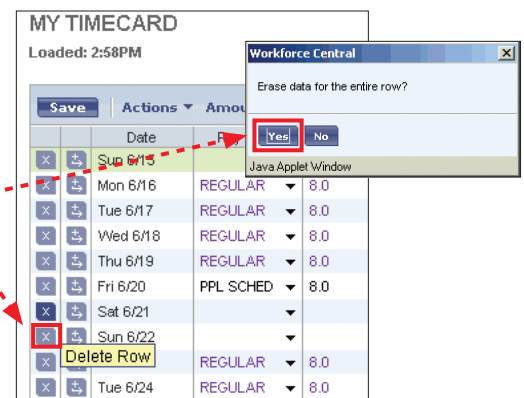 MY TIMECARD
Loaded: 2:58PM
Workforce Central X
Erase data for the entire row?
Yes No
Java Applet Window
Save Actions Amou
Date
X Sun 6/15
X Mon 6/16 REGULAR 8.0
X Tue 6/17 REGULAR 8.0
X Wed 6/18 REGULAR 8.0
X Thu 6/19 REGULAR 8.0
X Fri 6/20 PPL SCHED 8.0
X Sat 6/21
X Sun 6/22
Delete Row
X REGULAR 8.0
X Tue 6/24 REGULAR 8.0